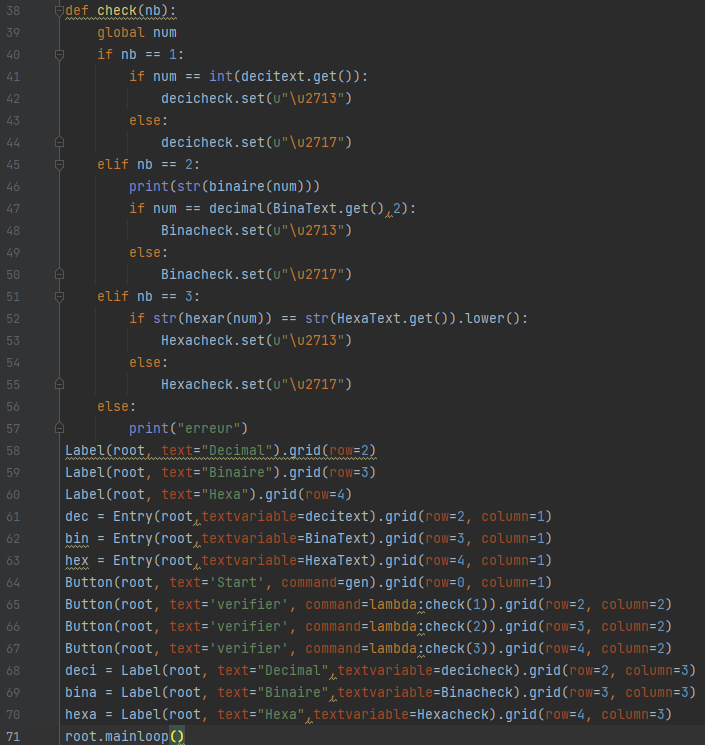 38 def check(nb):
39     global num
40     if nb == 1:
41         if num == int(decitext.get()):
42             decicheck.set(u"\u2713")
43         else:
44             decicheck.set(u"\u2717")
45     elif nb == 2:
46         print(str(binaire(num)))
47         if num == decimal(BinaText.get(),2):
48             Binacheck.set(u"\u2713")
49         else:
50             Binacheck.set(u"\u2717")
51     elif nb == 3:
52         if str(hexar(num)) == str(HexaText.get()).lower():
53             Hexacheck.set(u"\u2713")
54         else:
55             Hexacheck.set(u"\u2717")
56     else:
57         print("erreur")
58 Label(root, text="Decimal").grid(row=2)
59 Label(root, text="Binaire").grid(row=3)
60 Label(root, text="Hexa").grid(row=4)
61 dec = Entry(root,textvariable=decitext).grid(row=2, column=1)
62 bin = Entry(root,textvariable=BinaText).grid(row=3, column=1)
63 hex = Entry(root,textvariable=HexaText).grid(row=4, column=1)
64 Button(root, text='Start', command=gen).grid(row=0, column=1)
65 Button(root, text='verifier', command=lambda:check(1)).grid(row=2, column=2)
66 Button(root, text='verifier', command=lambda:check(2)).grid(row=3, column=2)
67 Button(root, text='verifier', command=lambda:check(3)).grid(row=4, column=2)
68 deci = Label(root, text="Decimal",textvariable=decicheck).grid(row=2, column=3)
69 bina = Label(root, text="Binaire",textvariable=Binacheck).grid(row=3, column=3)
70 hexa = Label(root, text="Hexa",textvariable=Hexacheck).grid(row=4, column=3)
71 root.mainloop()